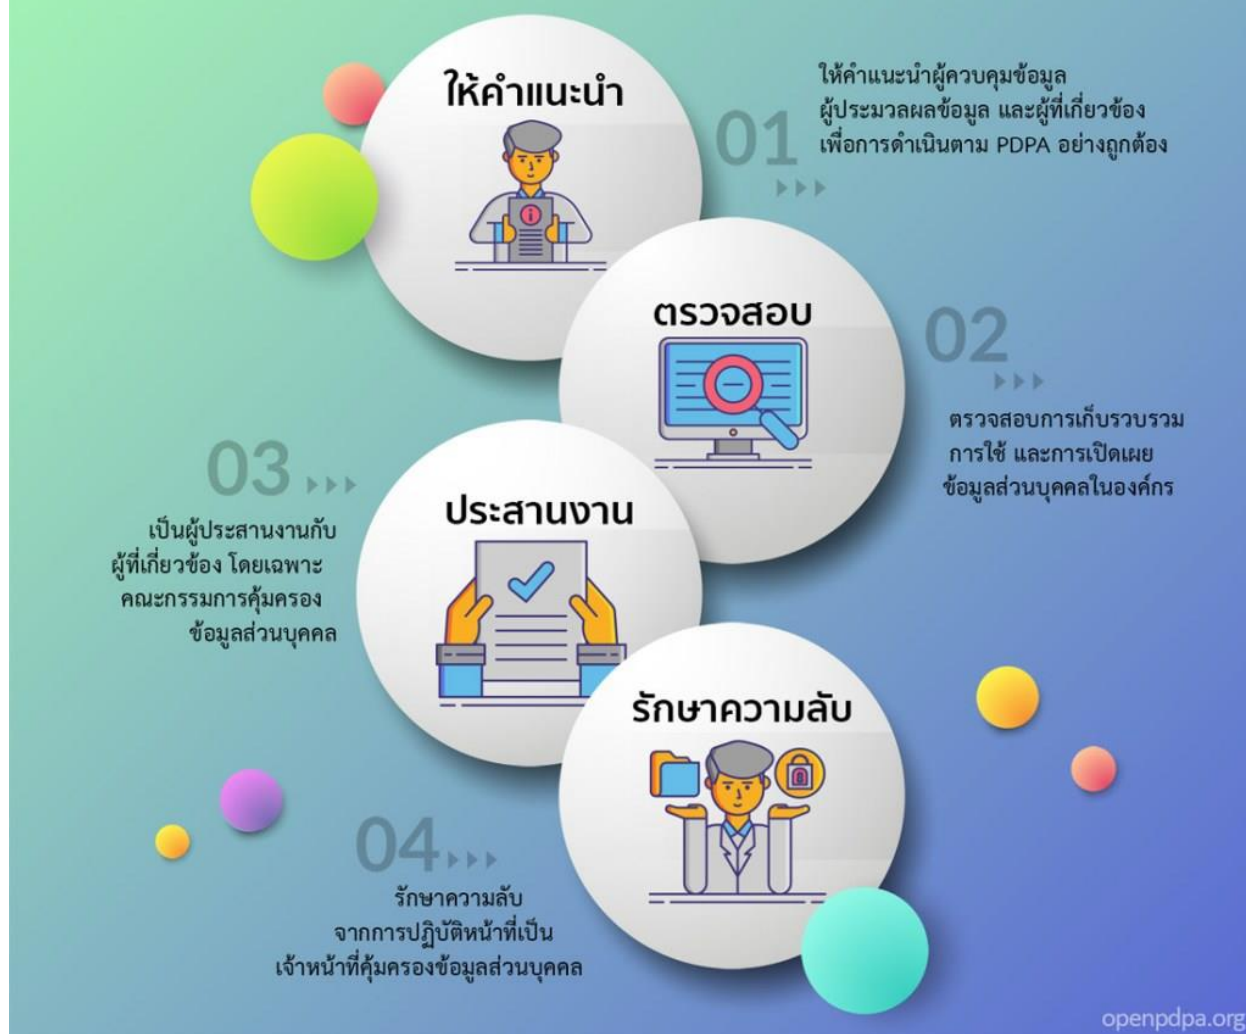 ให้คำแนะนำ
01
ให้คำแนะนำผู้ควบคุมข้อมูล
ผู้ประมวลผลข้อมูล และผู้ที่เกี่ยวข้อง
เพื่อการดำเนินตาม PDPA อย่างถูกต้อง
ตรวจสอบ
02
ตรวจสอบการเก็บรวบรวม
การใช้ และการเปิดเผย
ข้อมูลส่วนบุคคลในองค์กร
ประสานงาน
03
เป็นผู้ประสานงานกับ
ผู้ที่เกี่ยวข้อง โดยเฉพาะ
คณะกรรมการคุ้มครอง
ข้อมูลส่วนบุคคล
รักษาความลับ
04
รักษาความลับ
จากการปฏิบัติหน้าที่เป็น
เจ้าหน้าที่คุ้มครองข้อมูลส่วนบุคคล
openpdpa.org